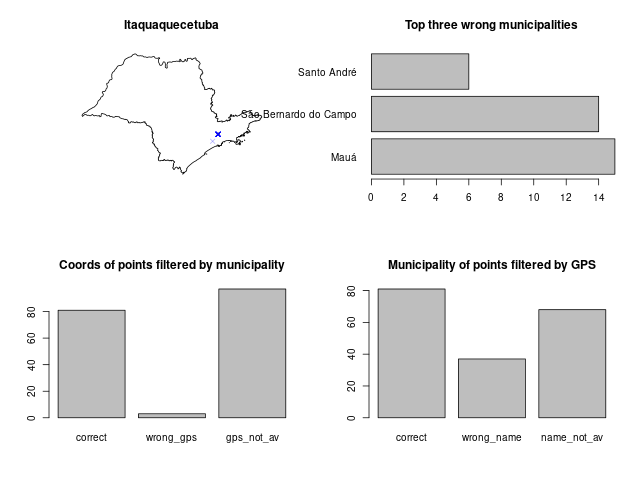 Itaquaquecetuba
Top three wrong municipalities
Santo André
São Bernardo do Campo
Mauá
0 2 4 6 8 10 12 14
Coords of points filtered by municipality
0 20 40 60 80
correct wrong_gps gps_not_av
Municipality of points filtered by GPS
0 20 40 60 80
correct wrong_name name_not_av